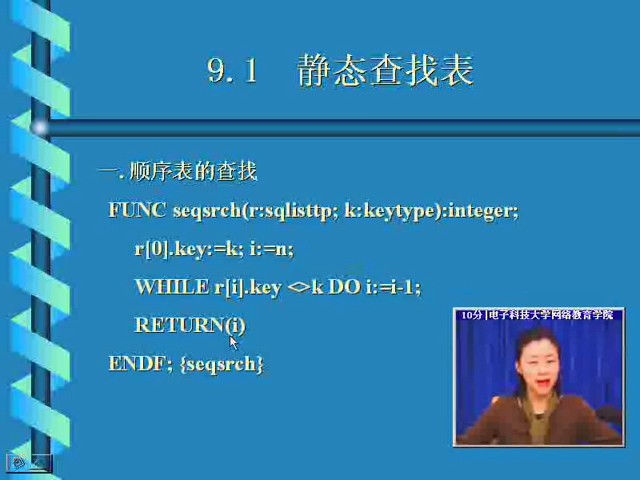 9.1 静态查找表
一.顺序表的查找
FUNC seqsrch(r:sqlisttp; k:keytype):integer;
r[0].key:=k; i:=n;
WHILE r[i].key <>k DO i:=i-1;
RETURN(i)
ENDF; {seqsrch}
10分|电子科技大学网络教育学院